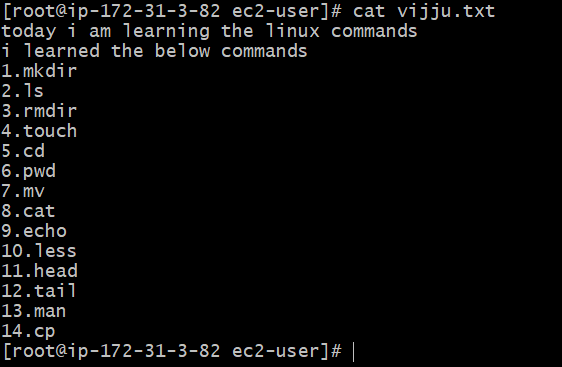 [root@ip-172-31-3-82 ec2-user]# cat vijju.txt
today i am learning the linux commands
i learned the below commands
1.mkdir
2.ls
3.rmdir
4.touch
5.cd
6.pwd
7.mv
8.cat
9.echo
10.less
11.head
12.tail
13.man
14.cp
[root@ip-172-31-3-82 ec2-user]#